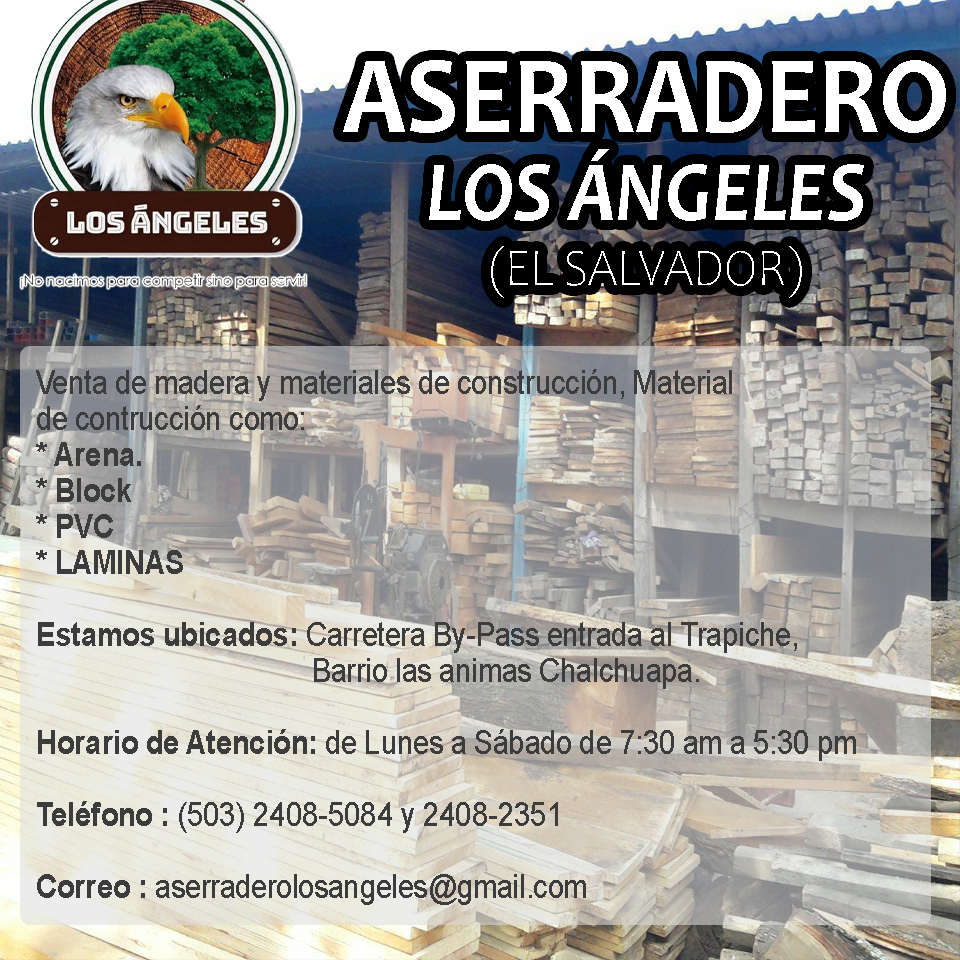 ASERRADERO
LOS ÁNGELES
(EL SALVADOR)
LOS ÁNGELES
¡No nacimos para competir sino para servir!
Venta de madera y materiales de construcción, Material
de contrucción como:
* Arena.
* Block
* PVC
* LAMINAS
Estamos ubicados: Carretera By-Pass entrada al Trapiche,
Barrio las animas Chalchuapa.
Horario de Atención: de Lunes a Sábado de 7:30 am a 5:30 pm
Teléfono : (503) 2408-5084 y 2408-2351
Correo : aserraderolosangeles@gmail.com